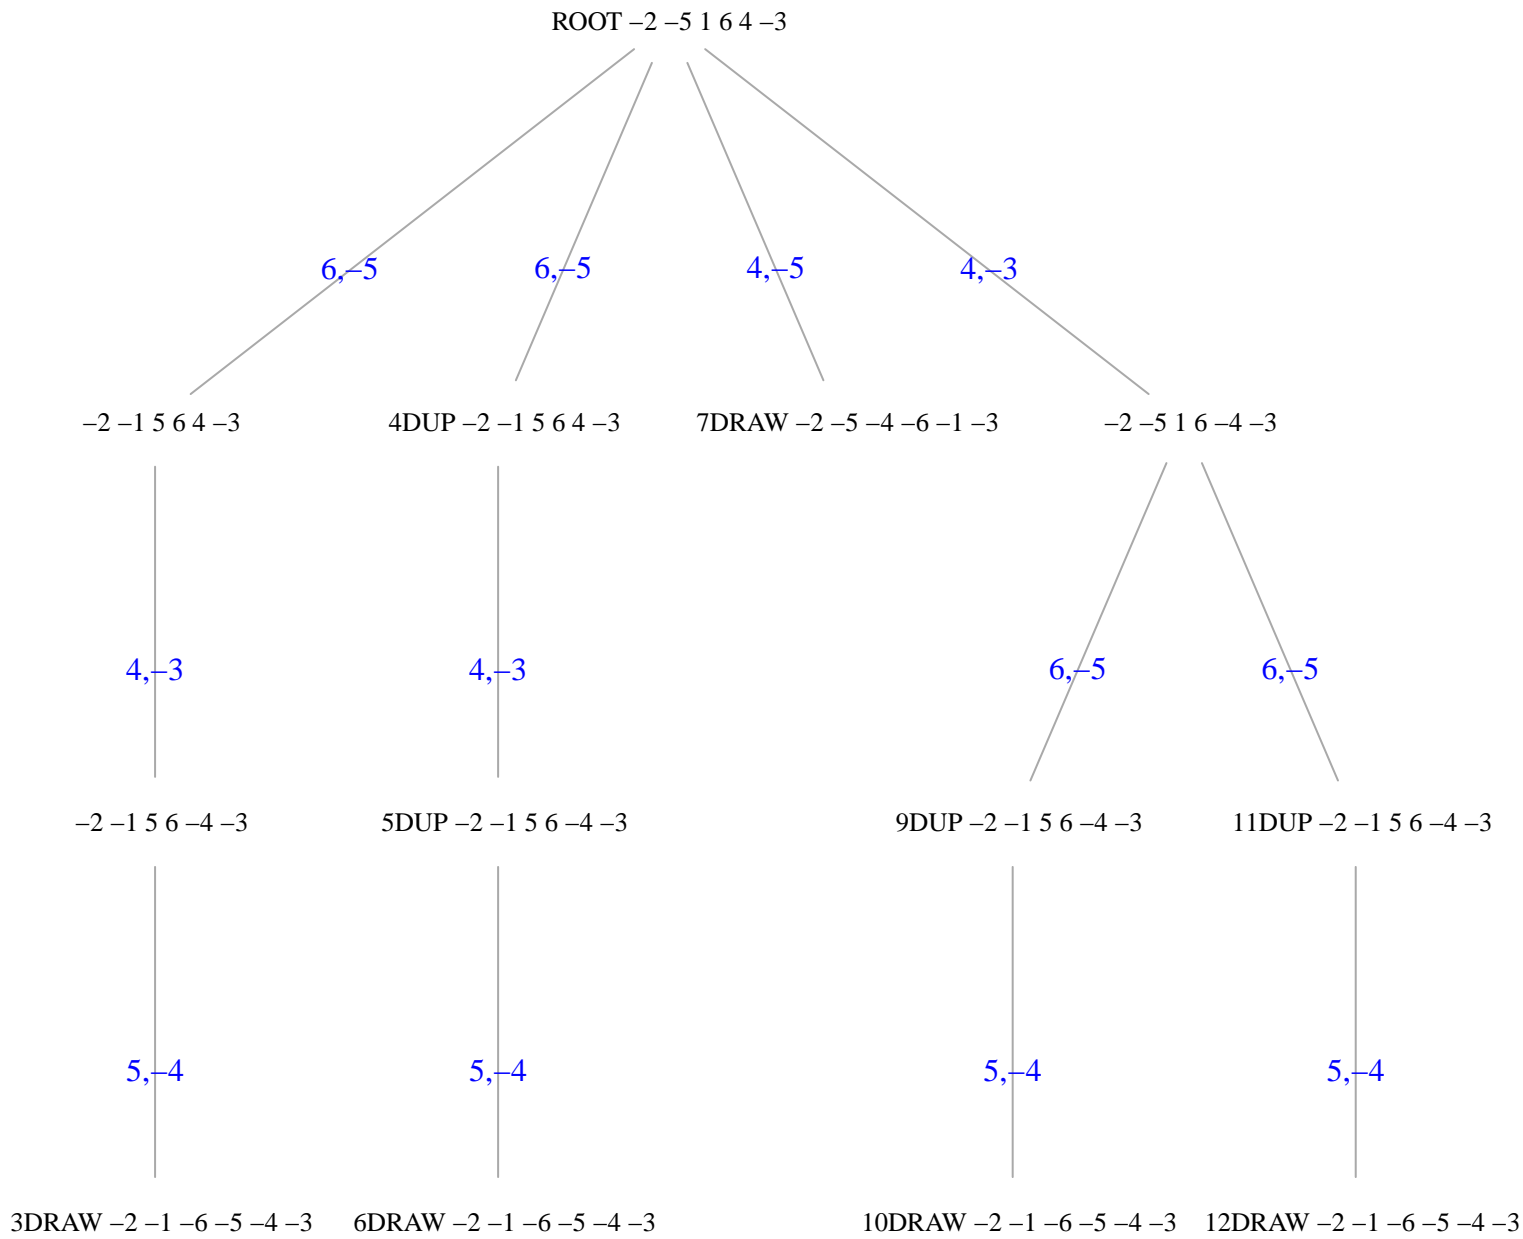 ROOT –2 –5 1 6 4 –3
6,–5 6,–5 4,–5 4,–3
–2 –1 5 6 4 –3 4DUP –2 –1 5 6 4 –3 7DRAW –2 –5 –4 –6 –1 –3 –2 –5 1 6 –4 –3
4,–3 4,–3 6,–5 6,–5
–2 –1 5 6 –4 –3 5DUP –2 –1 5 6 –4 –3 9DUP –2 –1 5 6 –4 –3 11DUP –2 –1 5 6 –4 –3
5,–4 5,–4 5,–4 5,–4
3DRAW –2 –1 –6 –5 –4 –3 6DRAW –2 –1 –6 –5 –4 –3 10DRAW –2 –1 –6 –5 –4 –3 12DRAW –2 –1 –6 –5 –4 –3